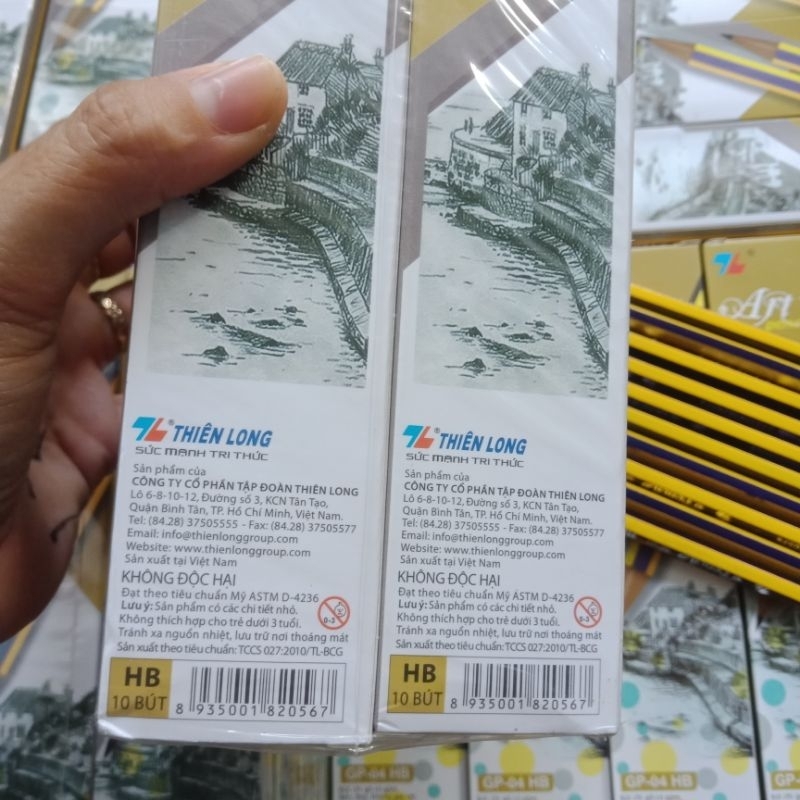 THIÊN LONG
SỨC MẠNH TRI THỨC
Sản phẩm của
CÔNG TY CỔ PHẦN TẬP ĐOÀN THIÊN LONG
Lô 6-8-10-12, Đường số 3, KCN Tân Tạo,
Quận Bình Tân, TP. Hồ Chí Minh, Việt Nam.
Tel: (84.28) 37505555 - Fax: (84.28) 37505577
Email: info@thienlonggroup.com
Website: www.thienlonggroup.com
Sản xuất tại Việt Nam
KHÔNG ĐỘC HẠI
Đạt theo tiêu chuẩn Mỹ ASTM D-4236
Lưu ý: Sản phẩm có các chi tiết nhỏ.
Không thích hợp cho trẻ dưới 3 tuổi.
0-3
Tránh xa nguồn nhiệt, lưu trữ nơi thoáng mát
Sản xuất theo tiêu chuẩn: TCCS 027:2010/TL-BCG
HB
10 BÚT
8 935001 820567
THIÊN LONG
SỨC MẠNH TRI THỨC
Sản phẩm của
CÔNG TY CỔ PHẦN TẬP ĐOÀN THIÊN LONG
Lô 6-8-10-12, Đường số 3, KCN Tân Tạo,
Quận Bình Tân, TP. Hồ Chí Minh, Việt Nam.
Tel: (84.28) 37505555 - Fax: (84.28) 37505577
Email: info@thienlonggroup.com
Website: www.thienlonggroup.com
Sản xuất tại Việt Nam
KHÔNG ĐỘC HẠI
Đạt theo tiêu chuẩn Mỹ ASTM D-4236
Lưu ý: Sản phẩm có các chi tiết nhỏ.
Không thích hợp cho trẻ dưới 3 tuổi.
0-3
Tránh xa nguồn nhiệt, lưu trữ nơi thoáng mát
Sản xuất theo tiêu chuẩn: TCCS 027:2010/TL-BCG
HB
10 BÚT
8 935001 820567
Art
GP-04 HB
GP-04 HB
GP-04 HB